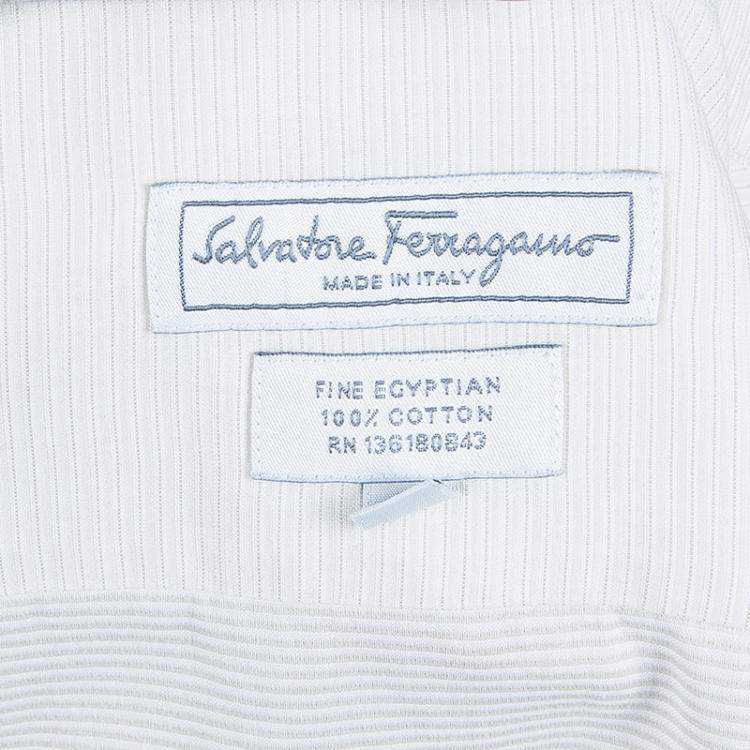 Salvatore Ferragamo
MADE IN ITALY
FINE EGYPTIAN
100% COTTON
RN 136180843